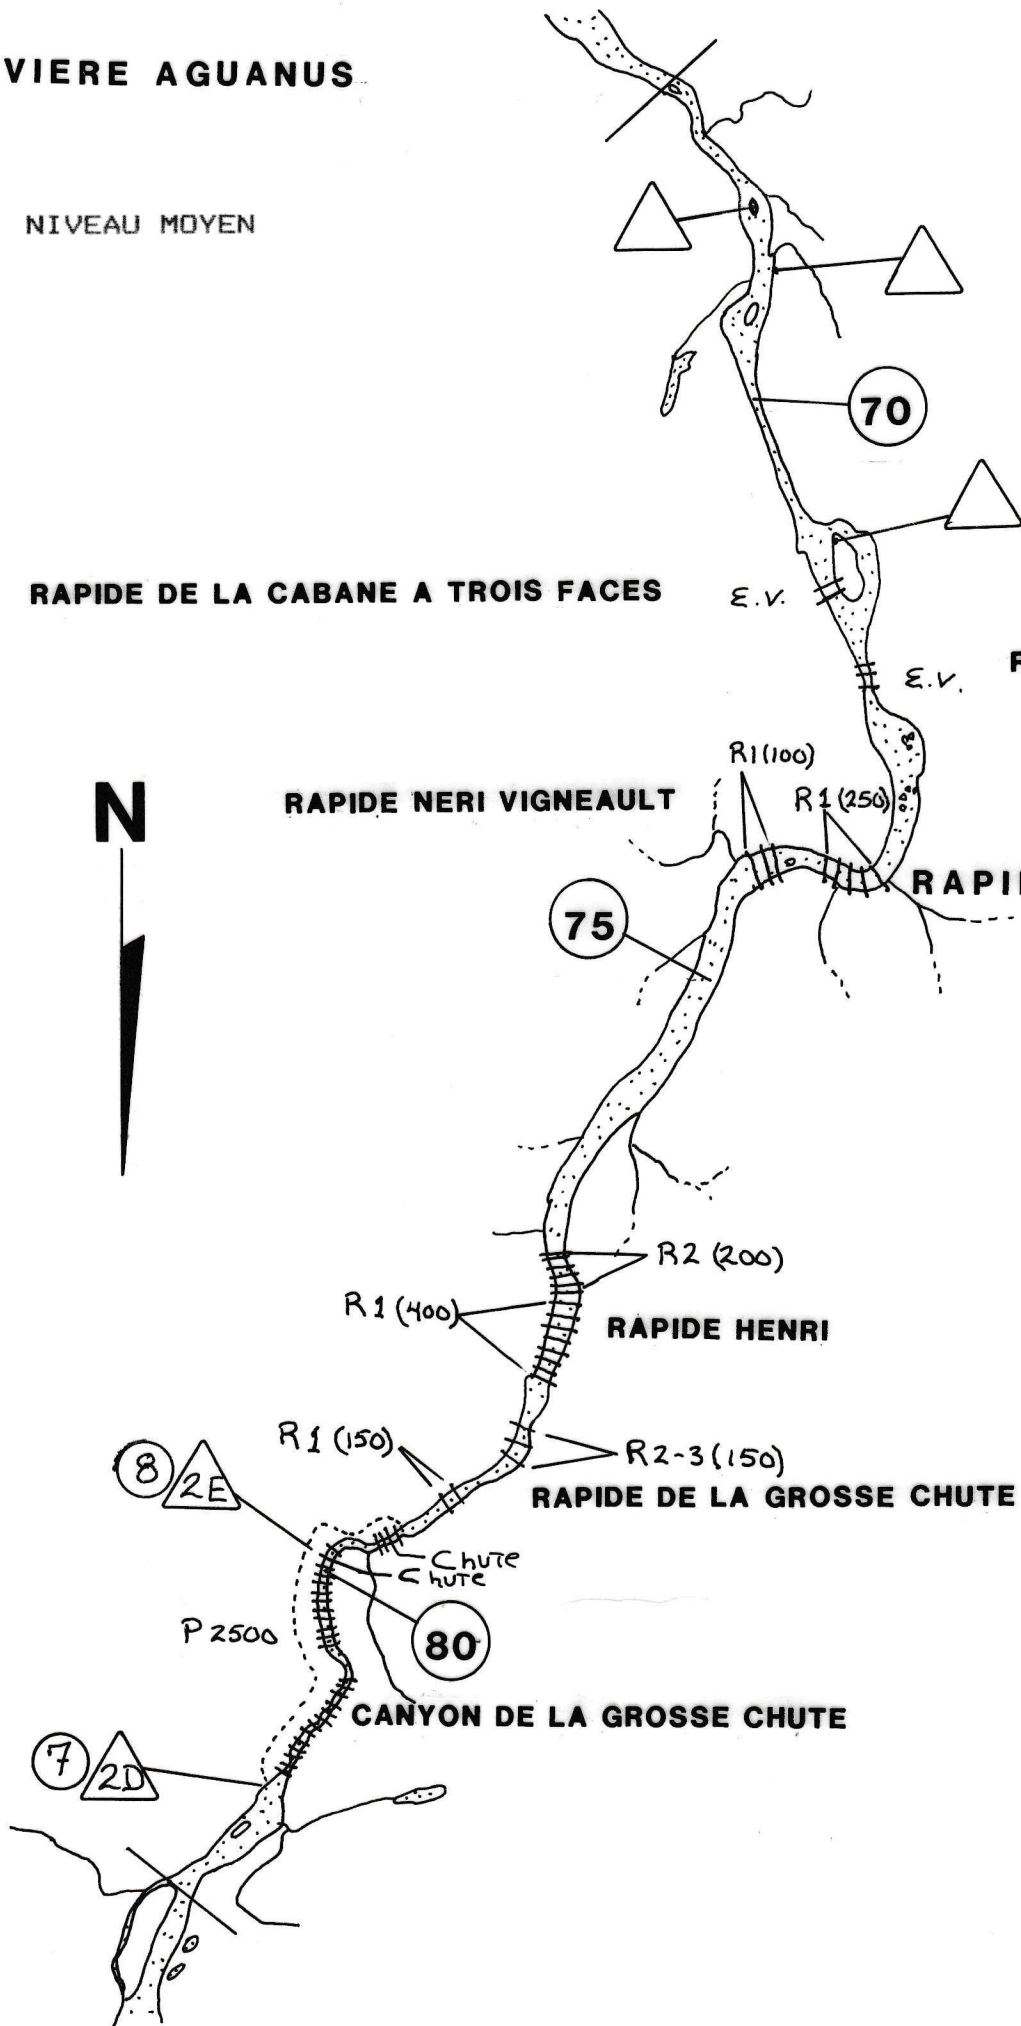 VIERE AGUANUS
NIVEAU MOYEN
70
RAPIDE DE LA CABANE A TROIS FACES
E.V.
E.V.
R1 (100)
RAPIDE NERI VIGNEAULT
R1 (250)
N
RAPI
75
R2 (200)
R1 (400)
RAPIDE HENRI
R1 (150)
R2-3 (150)
8
2E
RAPIDE DE LA GROSSE CHUTE
Chute
Chute
P 2500
80
CANYON DE LA GROSSE CHUTE
7
2D